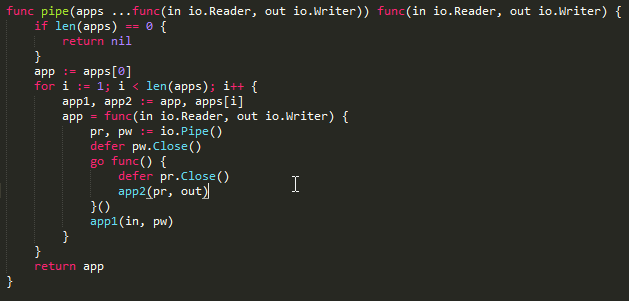 func pipe(apps ...func(in io.Reader, out io.Writer)) func(in io.Reader, out io.Writer) {
    if len(apps) == 0 {
        return nil
    }
    app := apps[0]
    for i := 1; i < len(apps); i++ {
        app1, app2 := app, apps[i]
        app = func(in io.Reader, out io.Writer) {
            pr, pw := io.Pipe()
            defer pw.Close()
            go func() {
                defer pr.Close()
                app2(pr, out)
            }()
            app1(in, pw)
        }
    }
    return app
}